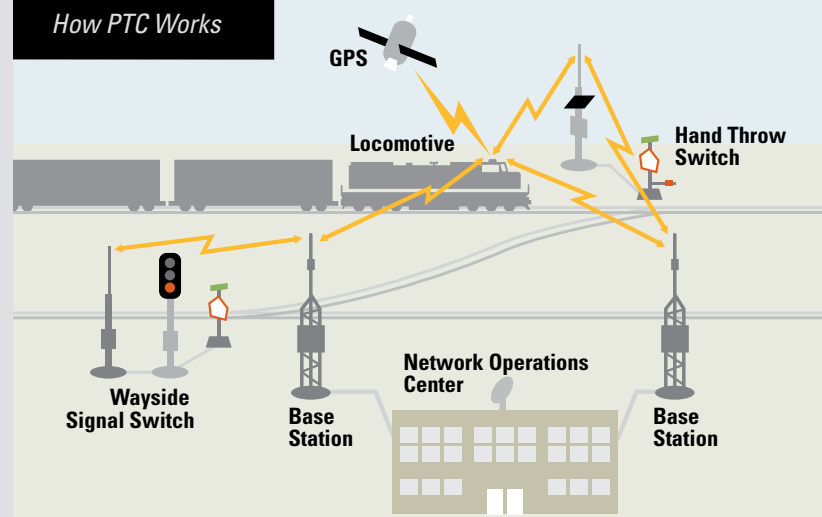 How PTC Works
GPS
Locomotive
Hand Throw
Switch
Wayside
Signal Switch
Base
Station
Network Operations
Center
Base
Station